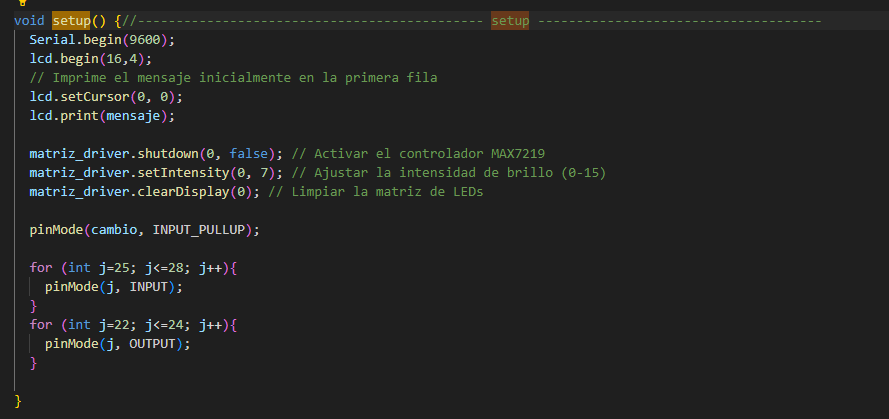 void setup() {//---------------------------------------------- setup --------------------------------------
  Serial.begin(9600);
  lcd.begin(16,4);
  // Imprime el mensaje inicialmente en la primera fila
  lcd.setCursor(0, 0);
  lcd.print(mensaje);
  matriz_driver.shutdown(0, false); // Activar el controlador MAX7219
  matriz_driver.setIntensity(0, 7); // Ajustar la intensidad de brillo (0-15)
  matriz_driver.clearDisplay(0); // Limpiar la matriz de LEDs
  pinMode(cambio, INPUT_PULLUP);
  for (int j=25; j<=28; j++){
    pinMode(j, INPUT);
  }
  for (int j=22; j<=24; j++){
    pinMode(j, OUTPUT);
  }
}